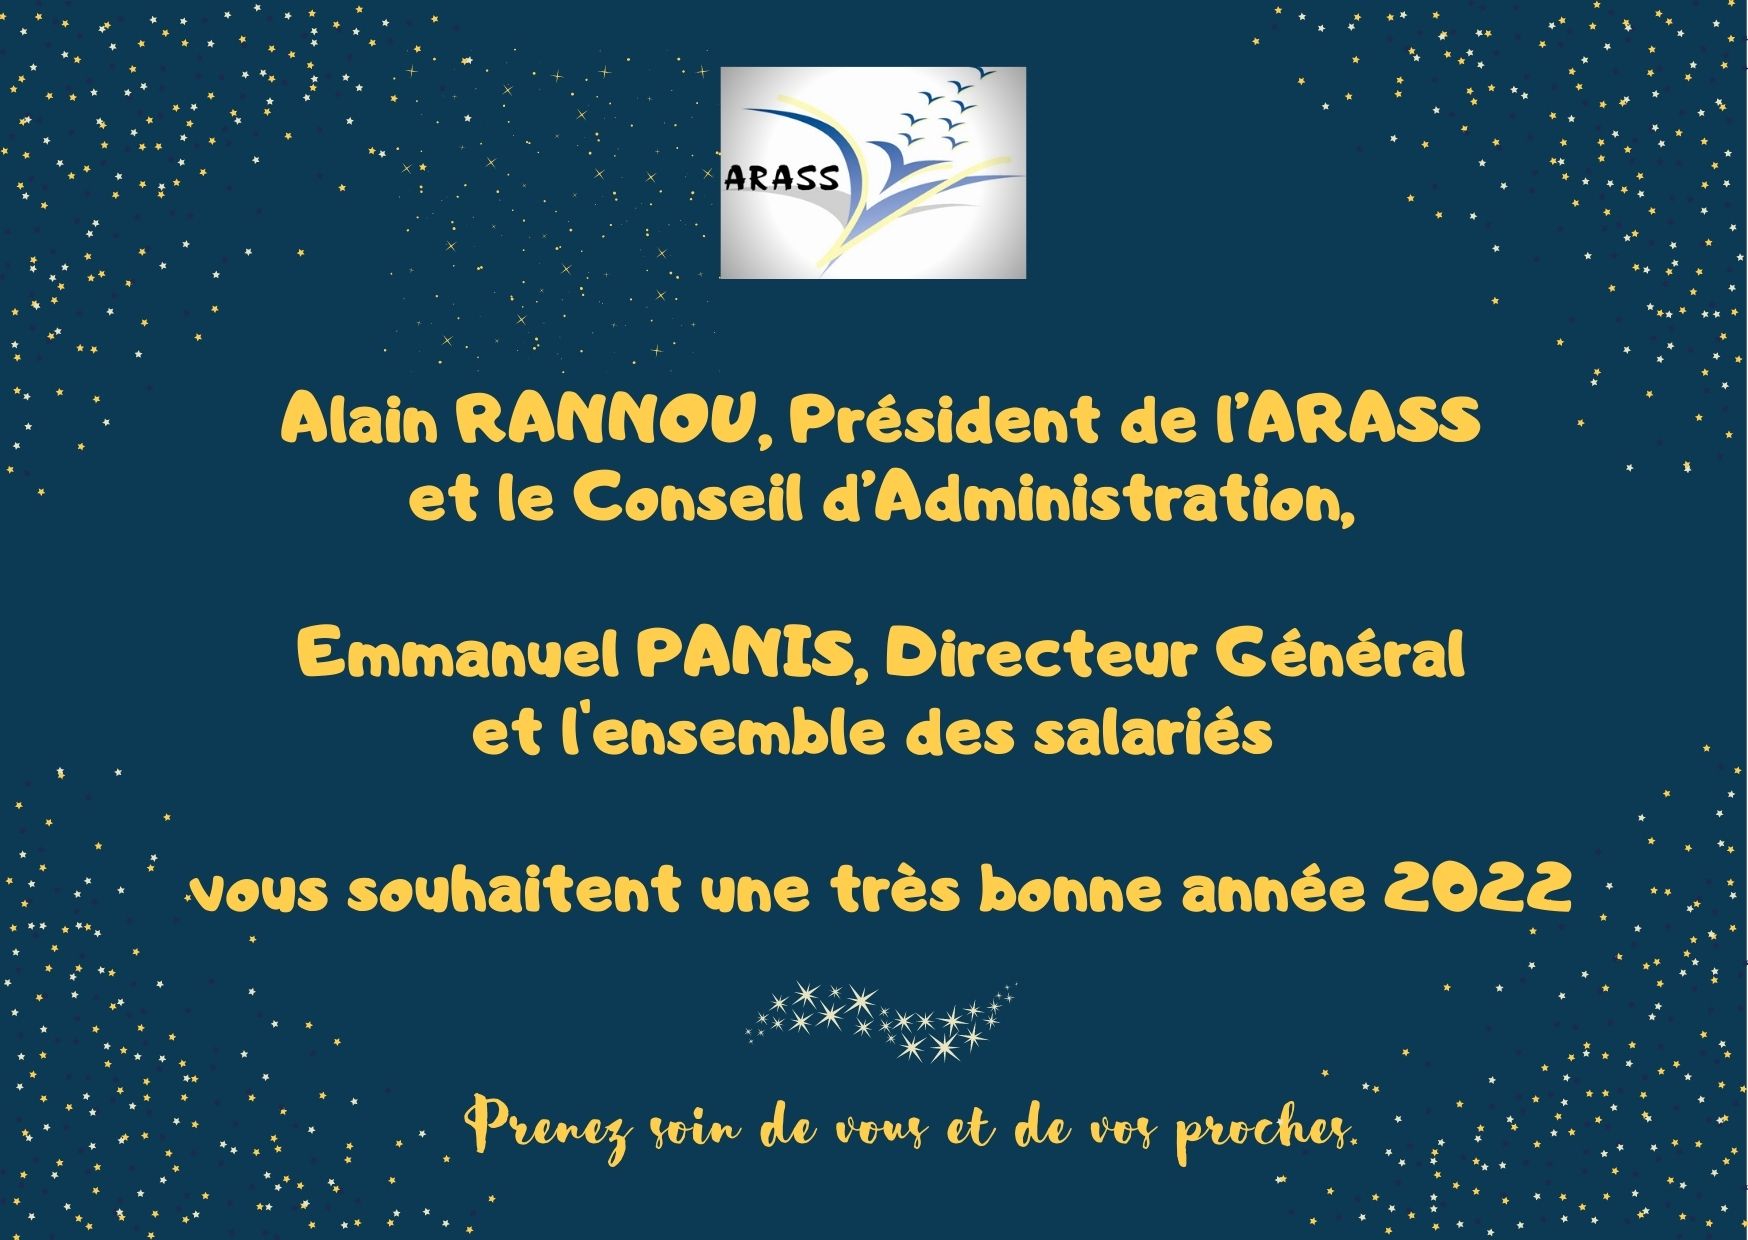 ARASS
Alain RANNOU, Président de l’ARASS
et le Conseil d’Administration,
Emmanuel PANIS, Directeur Général
et l'ensemble des salariés
vous souhaitent une très bonne année 2022
Prenez soin de vous et de vos proches